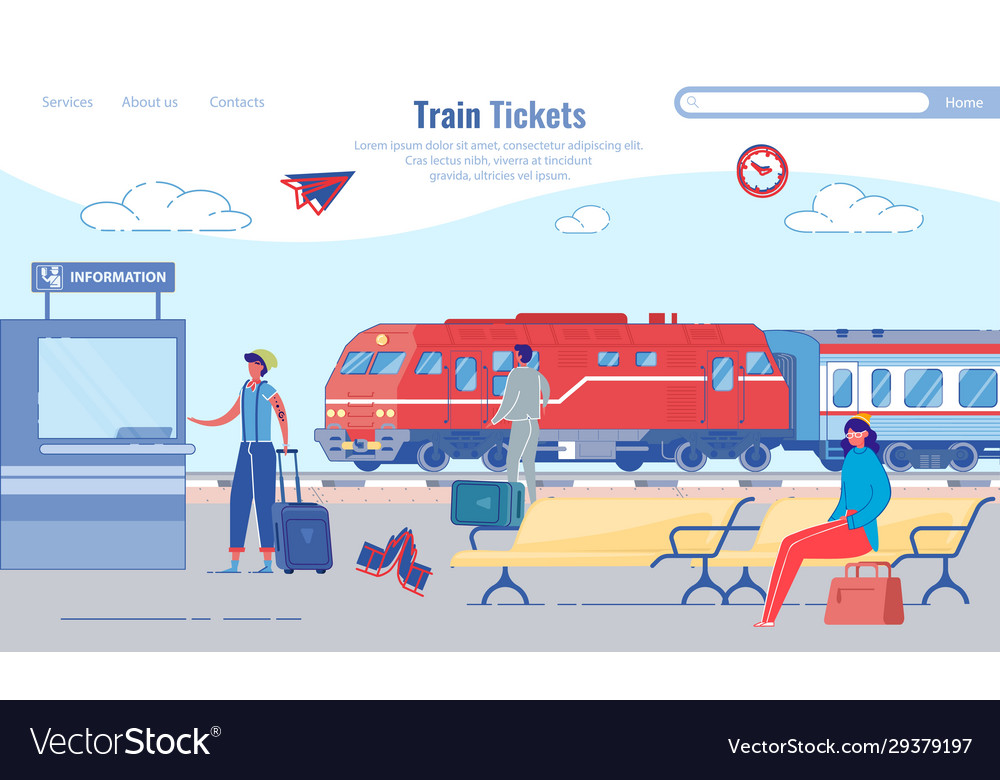 Services About us Contacts
Home
Train Tickets
Lorem ipsum dolor sit amet, consectetur adipiscing elit.
Cras lectus nibh, viverra at tincidunt
gravida, ultricies vel ipsum.
INFORMATION
VectorStock®
VectorStock.com/29379197